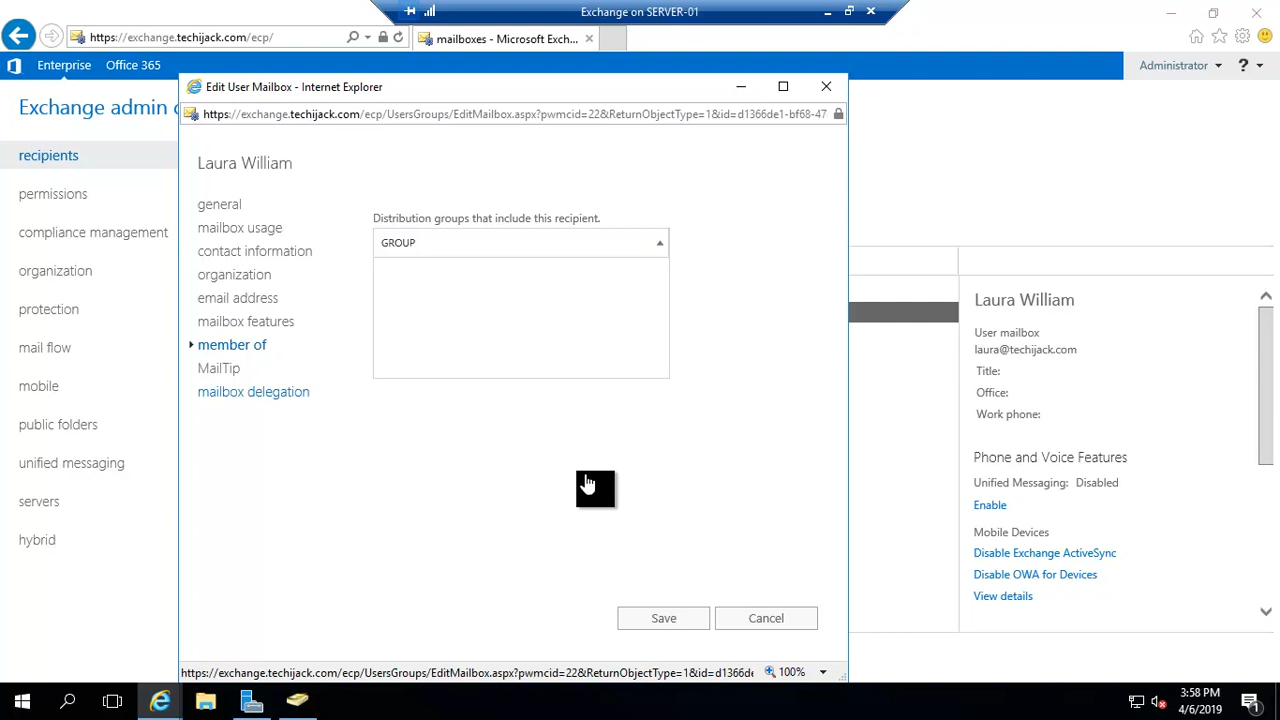 Exchange on SERVER-01
https://exchange.techijack.com/ecp/
mailboxes - Microsoft Exch...
Enterprise
Office 365
Administrator
?
Exchange admin c
recipients
permissions
compliance management
organization
protection
mail flow
mobile
public folders
unified messaging
servers
hybrid
Edit User Mailbox - Internet Explorer
https://exchange.techijack.com/ecp/UsersGroups/EditMailbox.aspx?pwmcid=22&ReturnObjectType=1&id=d1366de1-bf68-47
Laura William
general
mailbox usage
contact information
organization
email address
mailbox features
member of
MailTip
mailbox delegation
Distribution groups that include this recipient.
GROUP
Save
Cancel
https://exchange.techijack.com/ecp/UsersGroups/EditMailbox.aspx?pwmcid=22&ReturnObjectType=1&id=d1366de
100%
Laura William
User mailbox
laura@techijack.com
Title:
Office:
Work phone:
Phone and Voice Features
Unified Messaging: Disabled
Enable
Mobile Devices
Disable Exchange ActiveSync
Disable OWA for Devices
View details
3:58 PM
4/6/2019
1